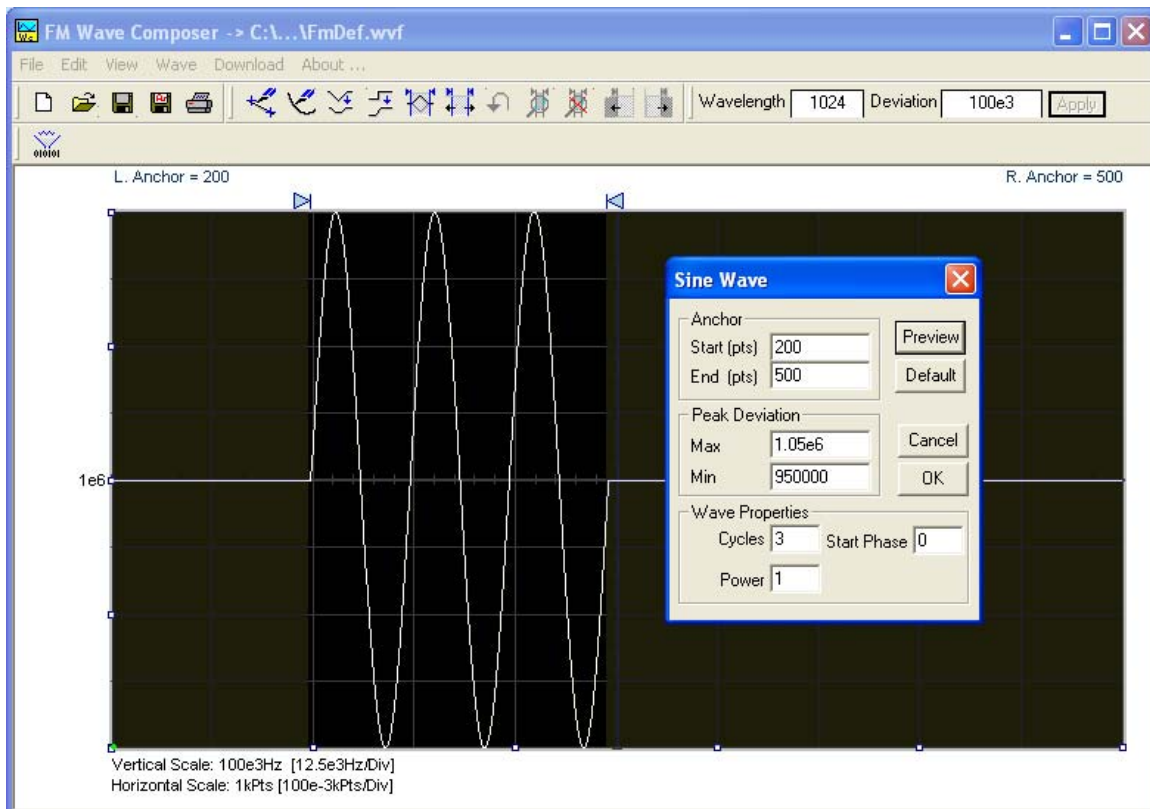 FM Wave Composer -> C:\...\FmDef.wvf
File Edit View Wave Download About ...
Wavelength 1024 Deviation 100e3 Apply
010101
L. Anchor = 200 R. Anchor = 500
1e6
Sine Wave
Anchor
Start (pts) 200
End (pts) 500
Preview
Default
Peak Deviation
Max 1.05e6
Min 950000
Cancel
OK
Wave Properties
Cycles 3 Start Phase 0
Power 1
Vertical Scale: 100e3Hz [12.5e3Hz/Div]
Horizontal Scale: 1kPts [100e-3kPts/Div]